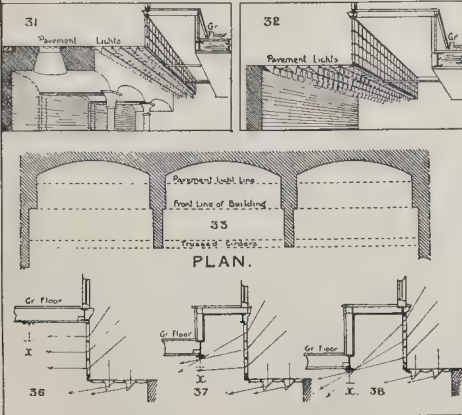 31
Gr
Floor
Pavement Lights
32
Gr
Floor
Pavement Lights
Pavement Light Line
Front Line of Building
33
Trussed Girders
PLAN.
Gr Floor
X
36
Gr Floor
X.
37
Gr Floor
X.
38